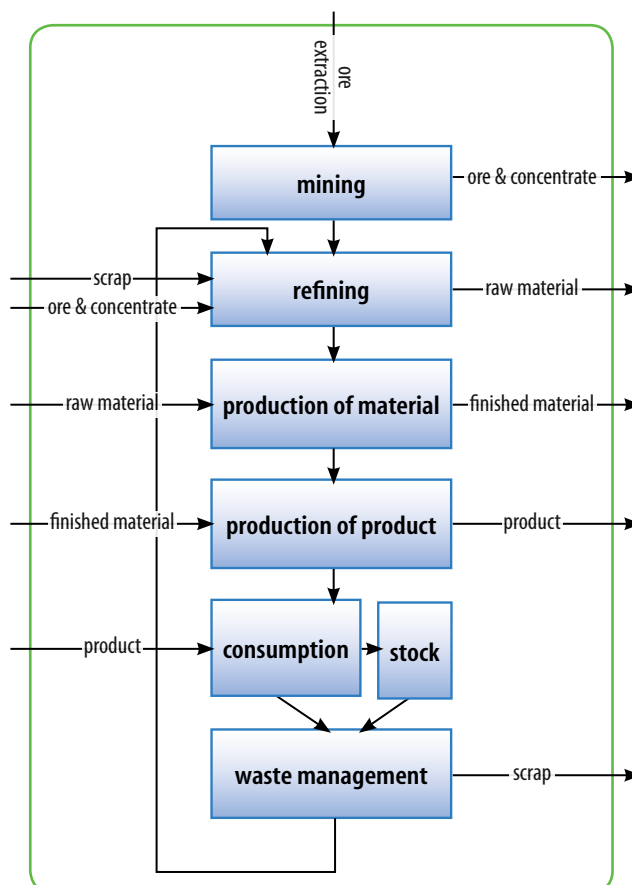 ore
extraction
mining
ore & concentrate
scrap
refining
raw material
ore & concentrate
raw material
production of material
finished material
finished material
production of product
product
product
consumption
stock
waste management
scrap